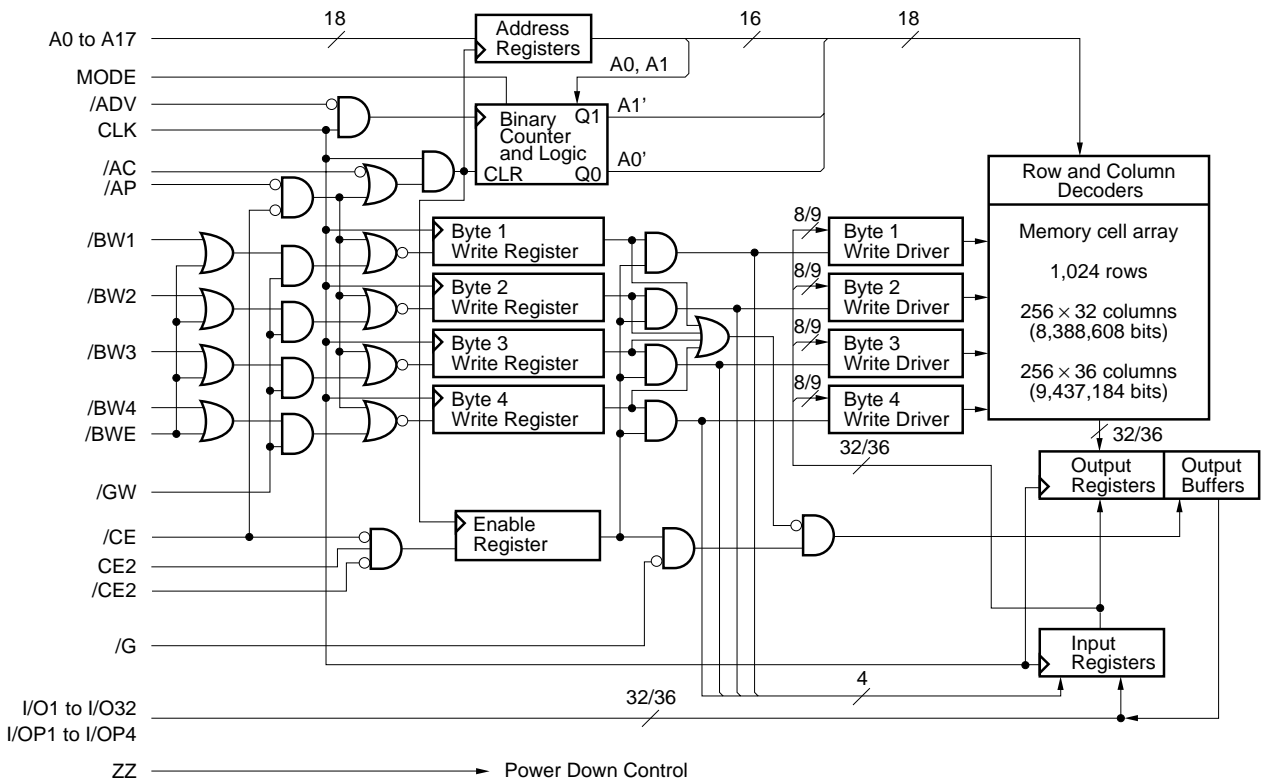 18
16
18
A0 to A17
Address
Registers
MODE
A0, A1
/ADV
CLK
Binary
Counter
and Logic
CLR
Q1
Q0
A1’
A0’
/AC
/AP
Row and Column
Decoders
/BW1
Byte 1
Write Register
8/9
Byte 1
Write Driver
Memory cell array
1,024 rows
256 × 32 columns
(8,388,608 bits)
256 × 36 columns
(9,437,184 bits)
/BW2
Byte 2
Write Register
8/9
Byte 2
Write Driver
/BW3
Byte 3
Write Register
8/9
Byte 3
Write Driver
/BW4
/BWE
Byte 4
Write Register
8/9
Byte 4
Write Driver
32/36
32/36
/GW
Output
Registers
Output
Buffers
/CE
CE2
/CE2
Enable
Register
/G
Input
Registers
4
I/O1 to I/O32
I/OP1 to I/OP4
32/36
ZZ
Power Down Control